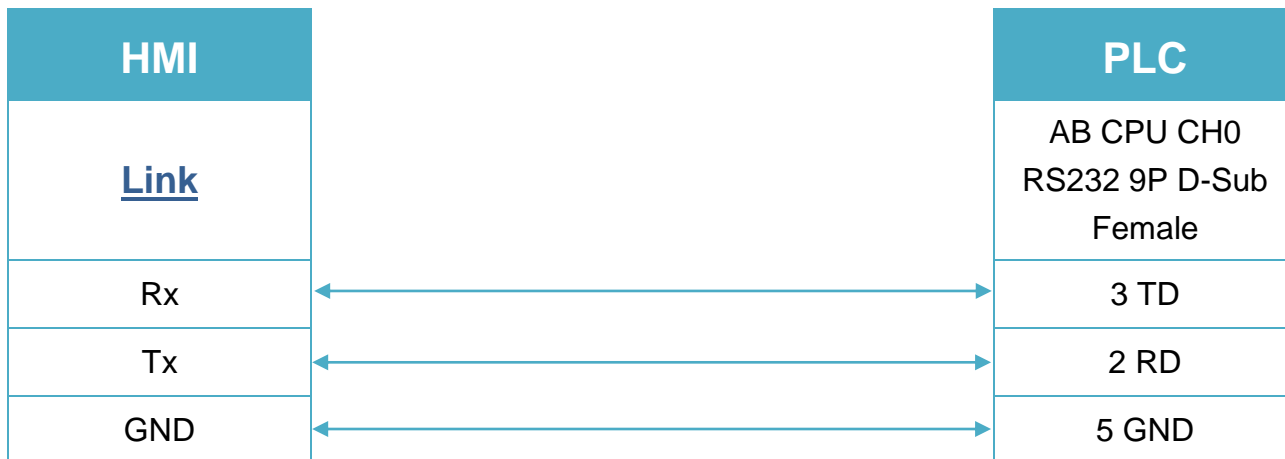 HMI
PLC
Link
AB CPU CH0
RS232 9P D-Sub
Female
Rx
3 TD
Tx
2 RD
GND
5 GND